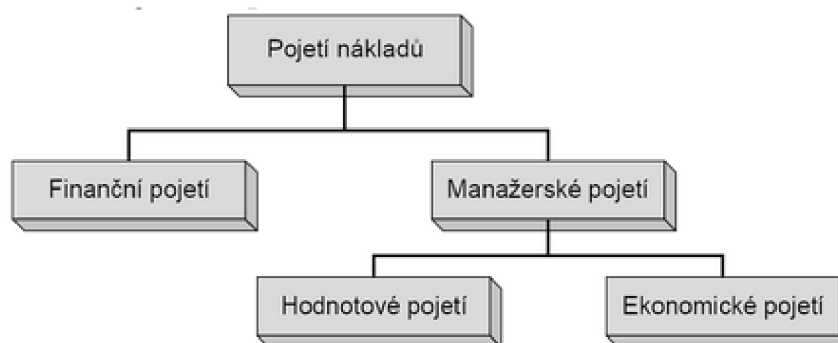 Pojetí nákladů
Finanční pojetí
Manažerské pojetí
Hodnotové pojetí
Ekonomické pojetí